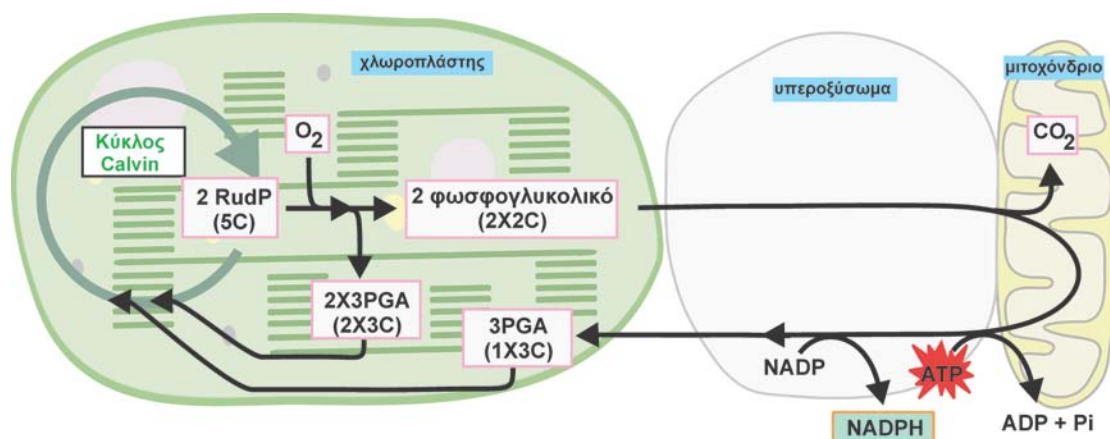 χλωροπλάστης
υπεροξύσωμα
μιτοχόνδριο
Κύκλος
Calvin
O2
CO2
2 RudP
(5C)
2 φωσφογλυκολικό
(2X2C)
2X3PGA
(2X3C)
3PGA
(1X3C)
NADP
ATP
NADPH
ADP + Pi